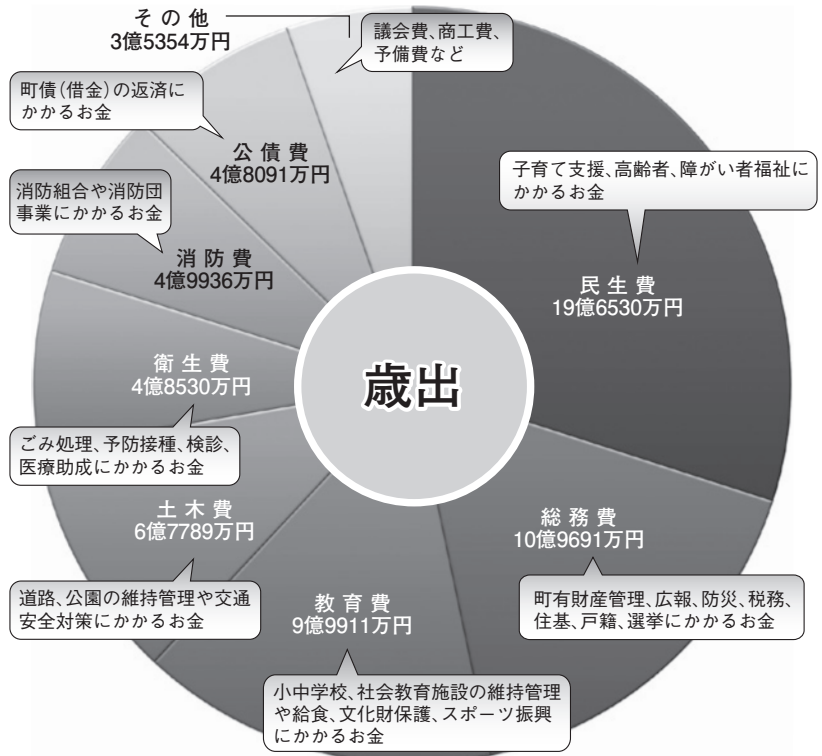 歳出
民生費
19億6530万円
子育て支援、高齢者、障がい者福祉に
かかるお金
総務費
10億9691万円
町有財産管理、広報、防災、税務、
住基、戸籍、選挙にかかるお金
教育費
9億9911万円
小中学校、社会教育施設の維持管理
や給食、文化財保護、スポーツ振興
にかかるお金
土木費
6億7789万円
道路、公園の維持管理や交通
安全対策にかかるお金
衛生費
4億8530万円
ごみ処理、予防接種、検診、
医療助成にかかるお金
消防費
4億9936万円
消防組合や消防団
事業にかかるお金
公債費
4億8091万円
町債(借金)の返済に
かかるお金
その他
3億5354万円
議会費、商工費、
予備費など